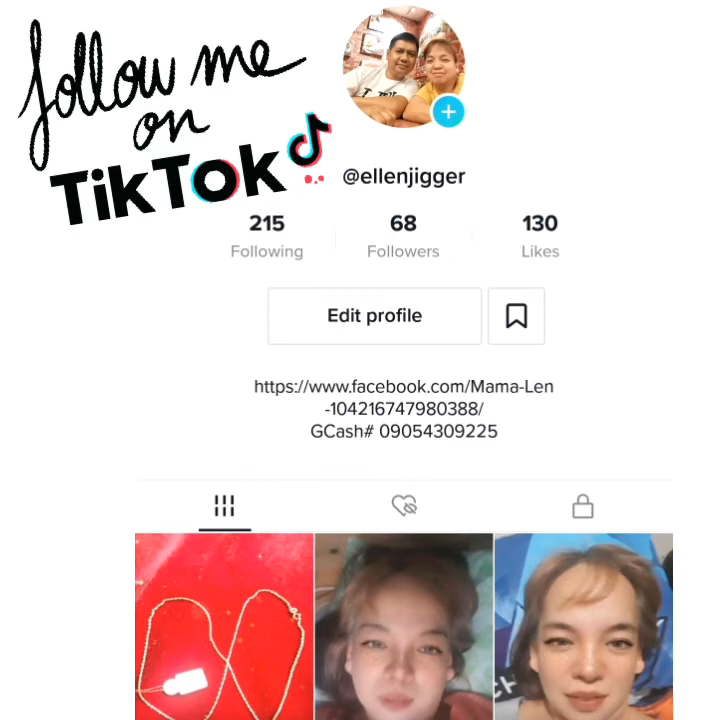 follow me
on
TikTok
@ellenjigger
215 68 130
Following Followers Likes
Edit profile
https://www.facebook.com/Mama-Len
-104216747980388/
GCash# 09054309225